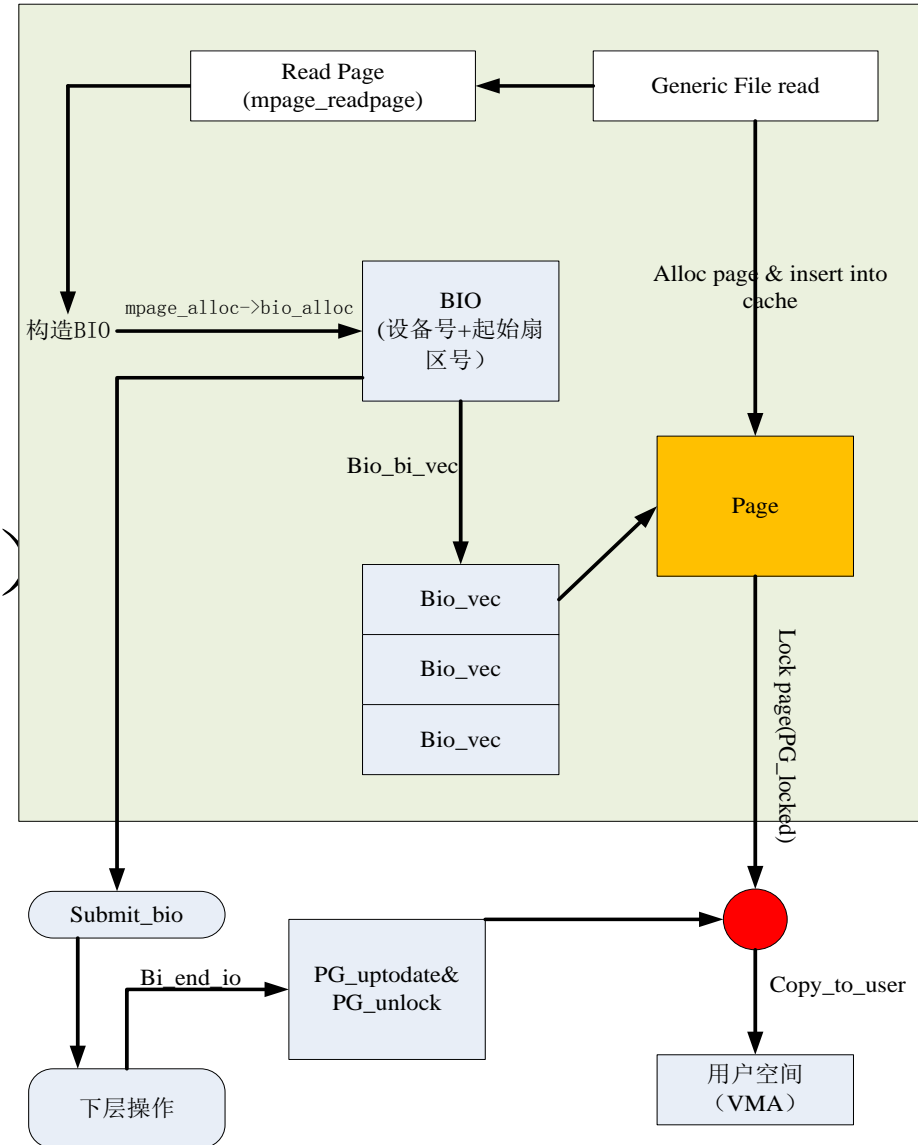 Read Page
(mpage_readpage)
Generic File read
Alloc page & insert into
cache
mpage_alloc->bio_alloc
构造BIO
BIO
(设备号+起始扇
区号）
Bio_bi_vec
Page
Bio_vec
Bio_vec
Bio_vec
Lock page(PG_locked)
)
Submit_bio
Bi_end_io
PG_uptodate&
PG_unlock
Copy_to_user
下层操作
用户空间
（VMA）